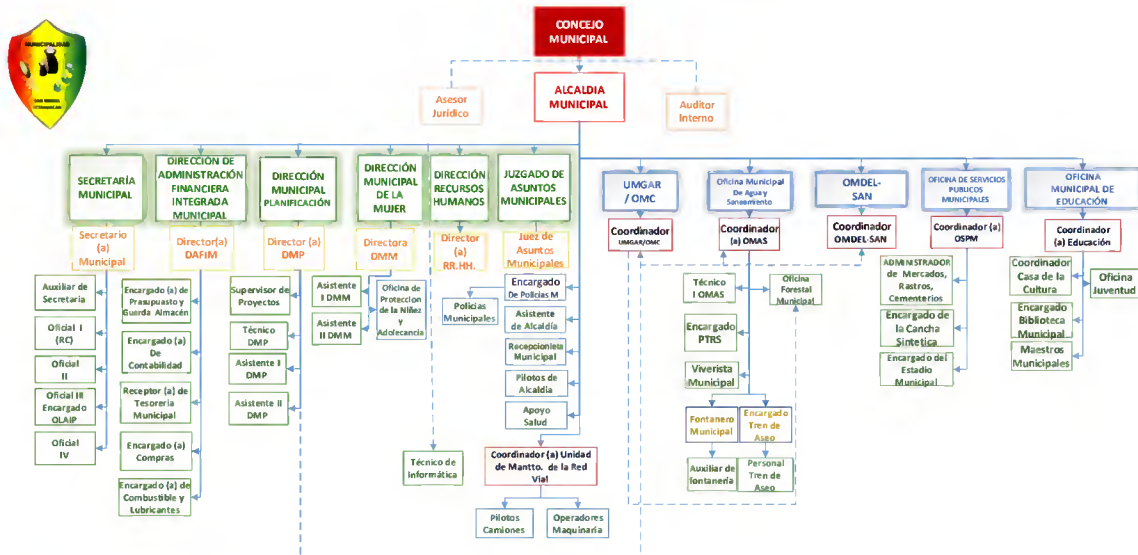 CONCEJO
MUNICIPAL
MUNICIPALIDAD
Asesor
Jurídico
ALCALDIA
MUNICIPAL
Auditor
Interno
SECRETARÍA
MUNICIPAL
DIRECCIÓN DE
ADMINISTRACIÓN
FINANCIERA
INTEGRADA
MUNICIPAL
DIRECCIÓN
MUNICIPAL
PLANIFICACIÓN
DIRECCIÓN
MUNICIPAL
DE LA
MUJER
DIRECCIÓN
RECURSOS
HUMANOS
JUZGADO DE
ASUNTOS
MUNICIPALES
UMGAR
/ OMC
Oficina Municipal
De Agua y
Saneamiento
OMDEL-
SAN
OFICINA DE SERVICIOS
PUBLICOS
MUNICIPALES
OFICINA
MUNICIPAL DE
EDUCACIÓN
Secretario
(a)
Municipal
Director(a)
DAFIM
Director (a)
DMP
Directora
DMM
Director
(a)
RR.HH.
Juez de
Asuntos
Municipales
Coordinador
UMGAR/OMC
Coordinador
(a) OMAS
Coordinador
OMDEL-SAN
Coordinador (a)
OSPM
Coordinador
(a) Educación
Auxiliar de
Secretaria
Oficial I
(RC)
Oficial
II
Oficial III
Encargado
OLAIP
Oficial
IV
Encargado (a) de
Prasupuesto y
Guarda Almacén
Encargado (a)
De
Contabilidad
Receptor (a) de
Tesorería
Municipal
Encargado (a)
Compras
Encargado (a) de
Combustible y
Lubricantes
Supervisor de
Proyectos
Técnico
DMP
Asistente I
DMP
Asistente II
DMP
Asistente
I DMM
Asistente
II DMM
Oficina de
Proteccion
de la Niñez
y
Adolecancia
Policias
Municipales
Técnico de
Informática
Encargado
De Policias M
Asistente
de Alcaldía
Recepcionista
Municipal
Pilotos de
Alcaldia
Apoyo
Salud
Coordinador (a) Unidad
de Mantto. de la Red
Vial
Pilotos
Camiones
Operadores
Maquinaria
Técnico
I OMAS
Oficina
Forestal
Municipal
Encargado
PTRS
Viverista
Municipal
Fontanero
Municipal
Encargado
Tren de
Aseo
Auxiliar de
fontanería
Personal
Tren de
Aseo
ADMINISTRADOR
de Mercados,
Rastros,
Cementerios
Encargado de
la Cancha
Sintetica
Encargado del
Estadio
Municipal
Coordinador
Casa de la
Cultura
Oficina
Juventud
Encargado
Biblioteca
Municipal
Maestros
Municipales